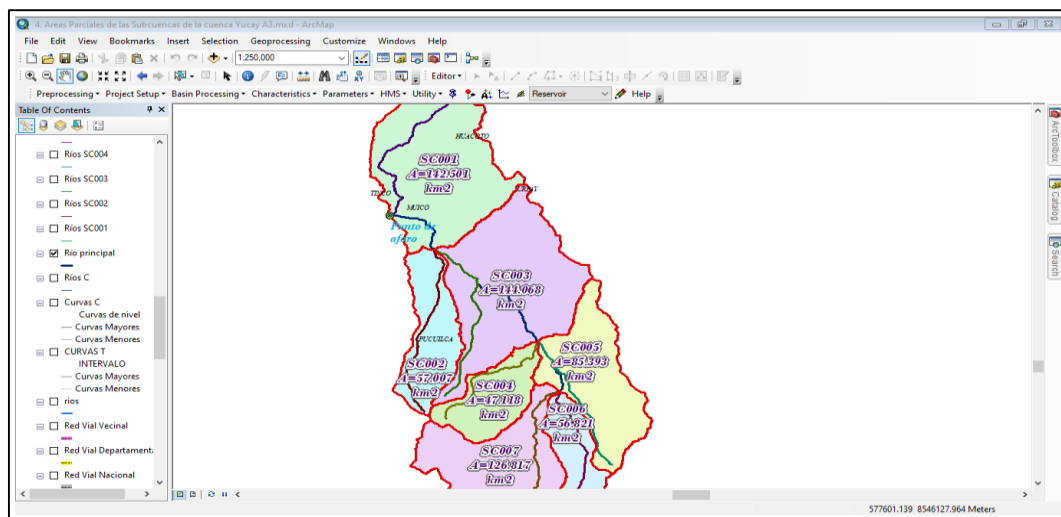 4. Areas Parciales de las Subcuencas de la cuenca Yucay A3.mxd - ArcMap
File Edit View Bookmarks Insert Selection Geoprocessing Customize Windows Help
1:250,000
Editor
Preprocessing Project Setup Basin Processing Characteristics Parameters HMS Utility Reservoir Help
Table Of Contents
Ríos SC004
Ríos SC003
Ríos SC002
Ríos SC001
Río principal
Ríos C
Curvas C
Curvas de nivel
Curvas Mayores
Curvas Menores
CURVAS T
INTERVALO
Curvas Mayores
Curvas Menores
rios
Red Vial Vecinal
Red Vial Departamenta
Red Vial Nacional
HUACOTO
SC001
A=142.501
km2
MUICO
Punto de
aforo
SC003
A=144.068
km2
PUCUILCA
SC002
A=57.007
km2
SC005
A=85.393
km2
SC004
A=47.118
km2
SC006
A=56.821
km2
SC007
A=126.817
km2
ArcToolbox
Catalog
Search
577601.139 8546127.964 Meters